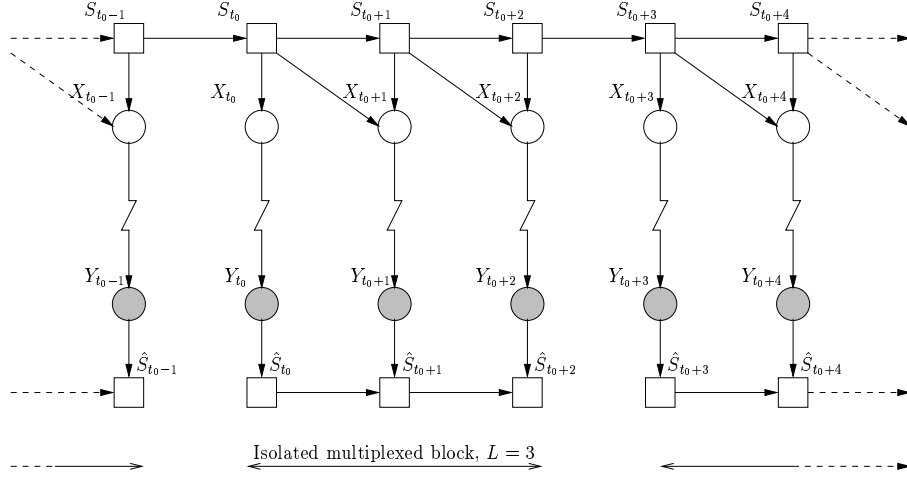 S_{t_0-1} S_{t_0} S_{t_0+1} S_{t_0+2} S_{t_0+3} S_{t_0+4}
X_{t_0-1} X_{t_0} X_{t_0+1} X_{t_0+2} X_{t_0+3} X_{t_0+4}
Y_{t_0-1} Y_{t_0} Y_{t_0+1} Y_{t_0+2} Y_{t_0+3} Y_{t_0+4}
Ŝ_{t_0-1} Ŝ_{t_0} Ŝ_{t_0+1} Ŝ_{t_0+2} Ŝ_{t_0+3} Ŝ_{t_0+4}
Isolated multiplexed block, L = 3